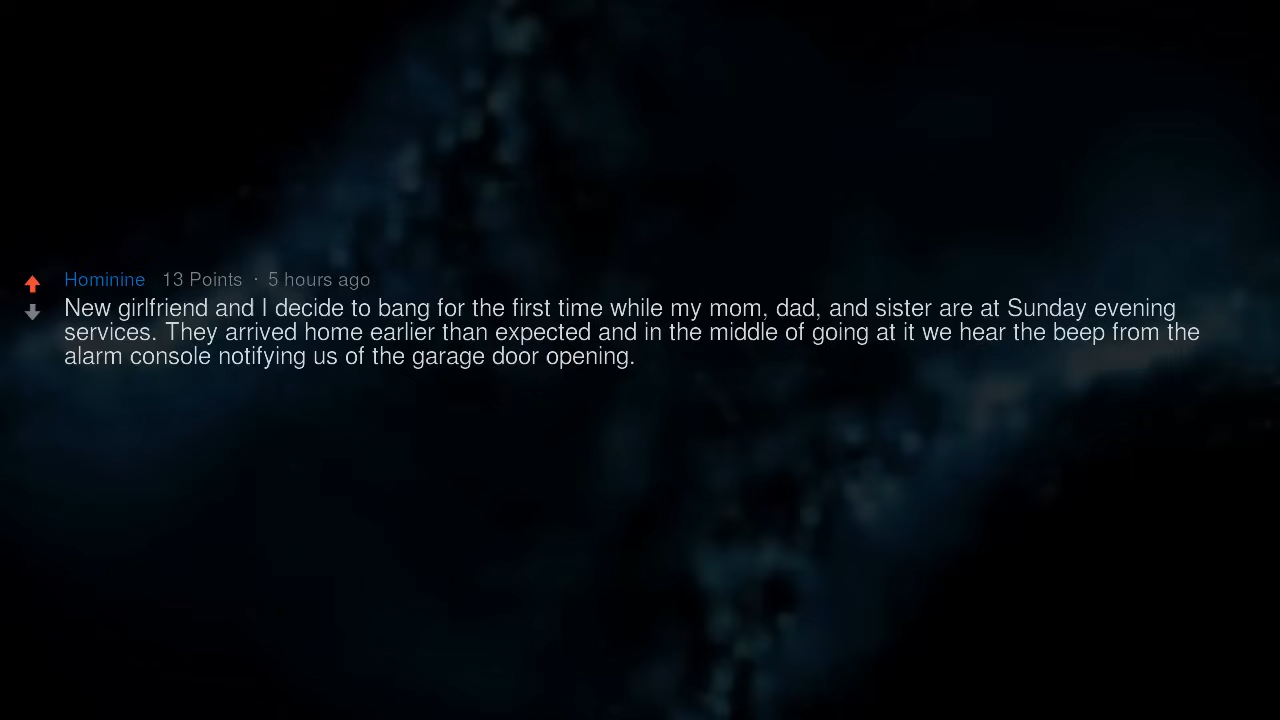 Hominine 13 Points · 5 hours ago
New girlfriend and I decide to bang for the first time while my mom, dad, and sister are at Sunday evening
services. They arrived home earlier than expected and in the middle of going at it we hear the beep from the
alarm console notifying us of the garage door opening.